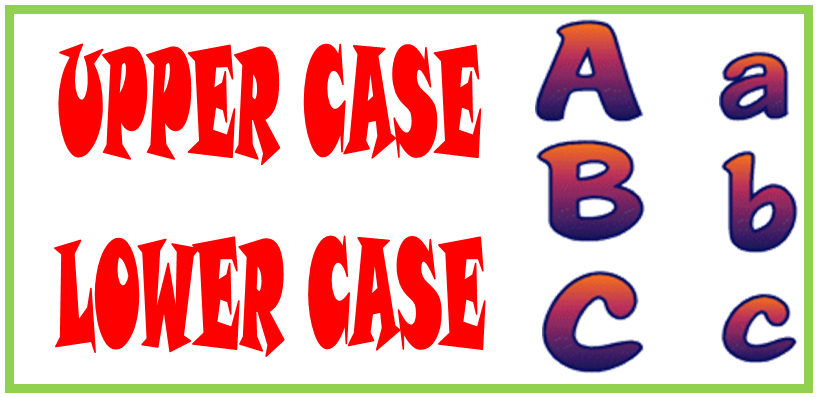 UPPER CASE
LOWER CASE
A a
B b
C c